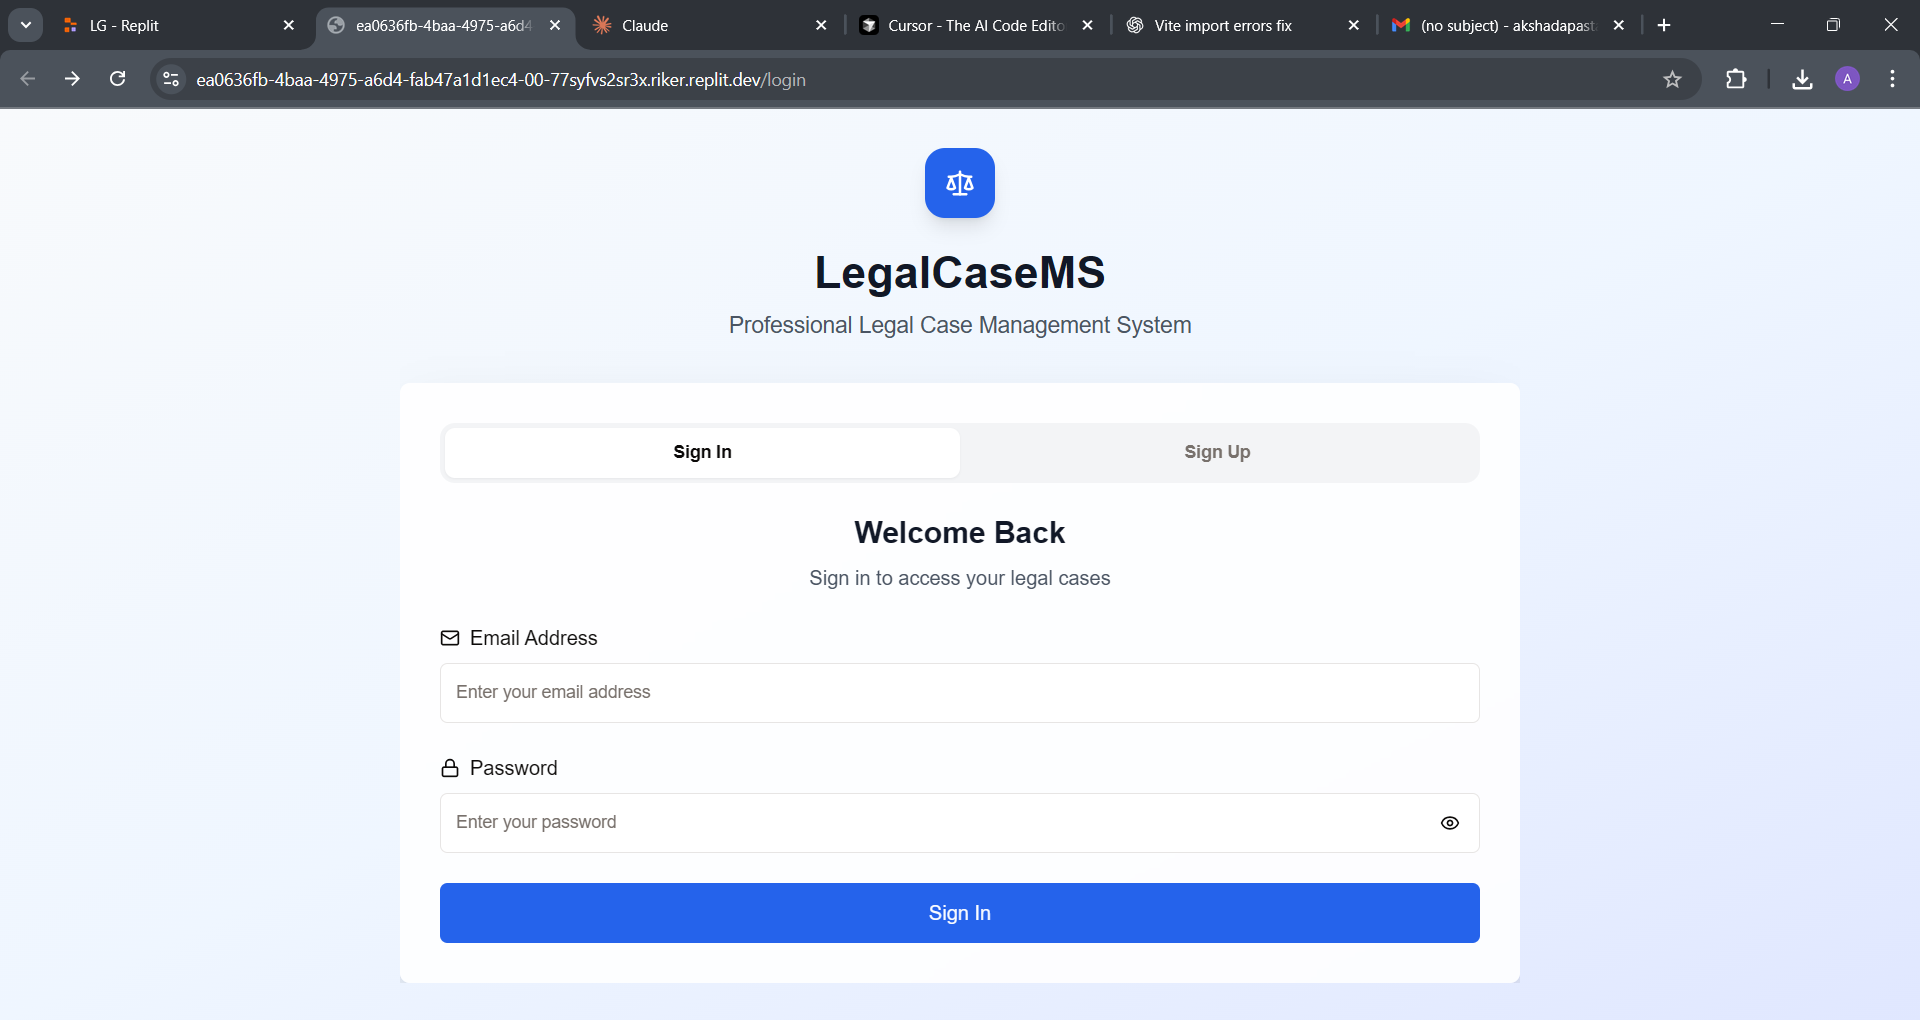 LG - Replit
ea0636fb-4baa-4975-a6d4-
Claude
Cursor - The AI Code Edito
Vite import errors fix
(no subject) - akshadapast
ea0636fb-4baa-4975-a6d4-fab47a1d1ec4-00-77syfvs2sr3x.riker.replit.dev/login
A
LegalCaseMS
Professional Legal Case Management System
Sign In
Sign Up
Welcome Back
Sign in to access your legal cases
Email Address
Enter your email address
Password
Enter your password
Sign In